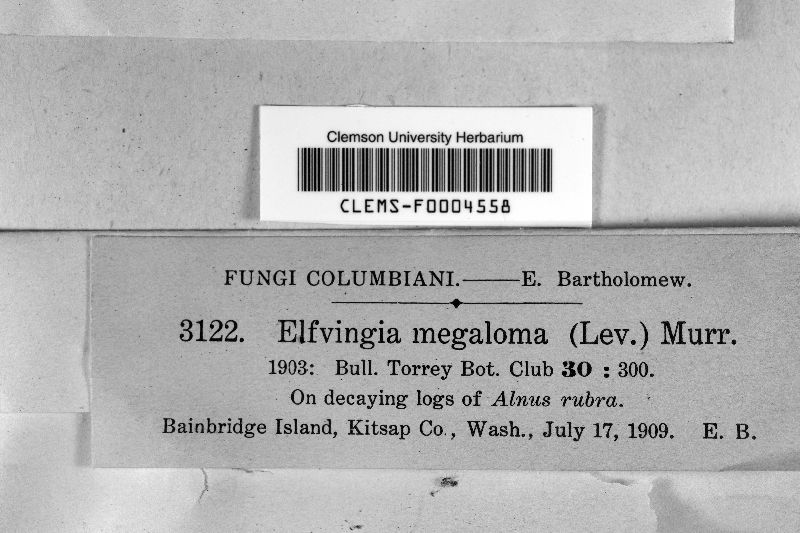 Clemson University Herbarium
CLEMS-F0004558
FUNGI COLUMBIANI.——E. Bartholomew.
3122. Elfvingia megaloma (Lev.) Murr.
1903: Bull. Torrey Bot. Club 30 : 300.
On decaying logs of Alnus rubra.
Bainbridge Island, Kitsap Co., Wash., July 17, 1909. E. B.